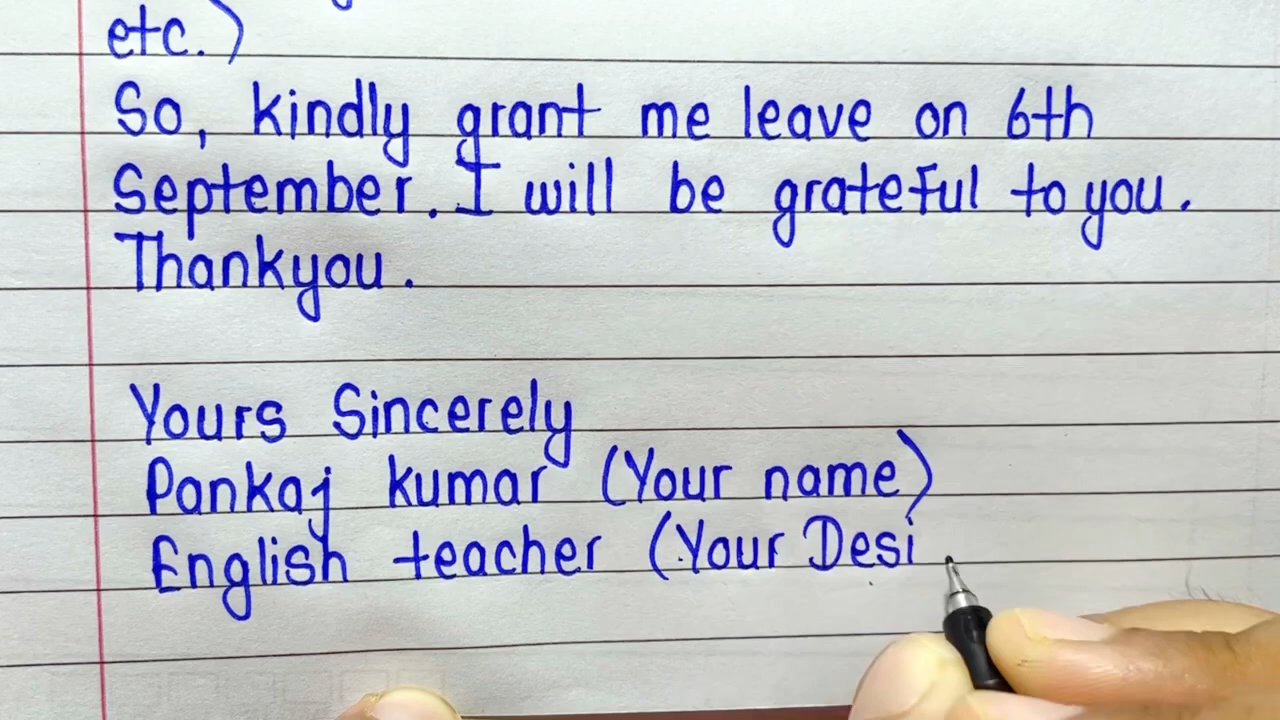 etc.)
So, kindly grant me leave on 6th
September. I will be grateful to you.
Thankyou.
Yours Sincerely
Pankaj kumar (Your name)
English teacher (Your Desi